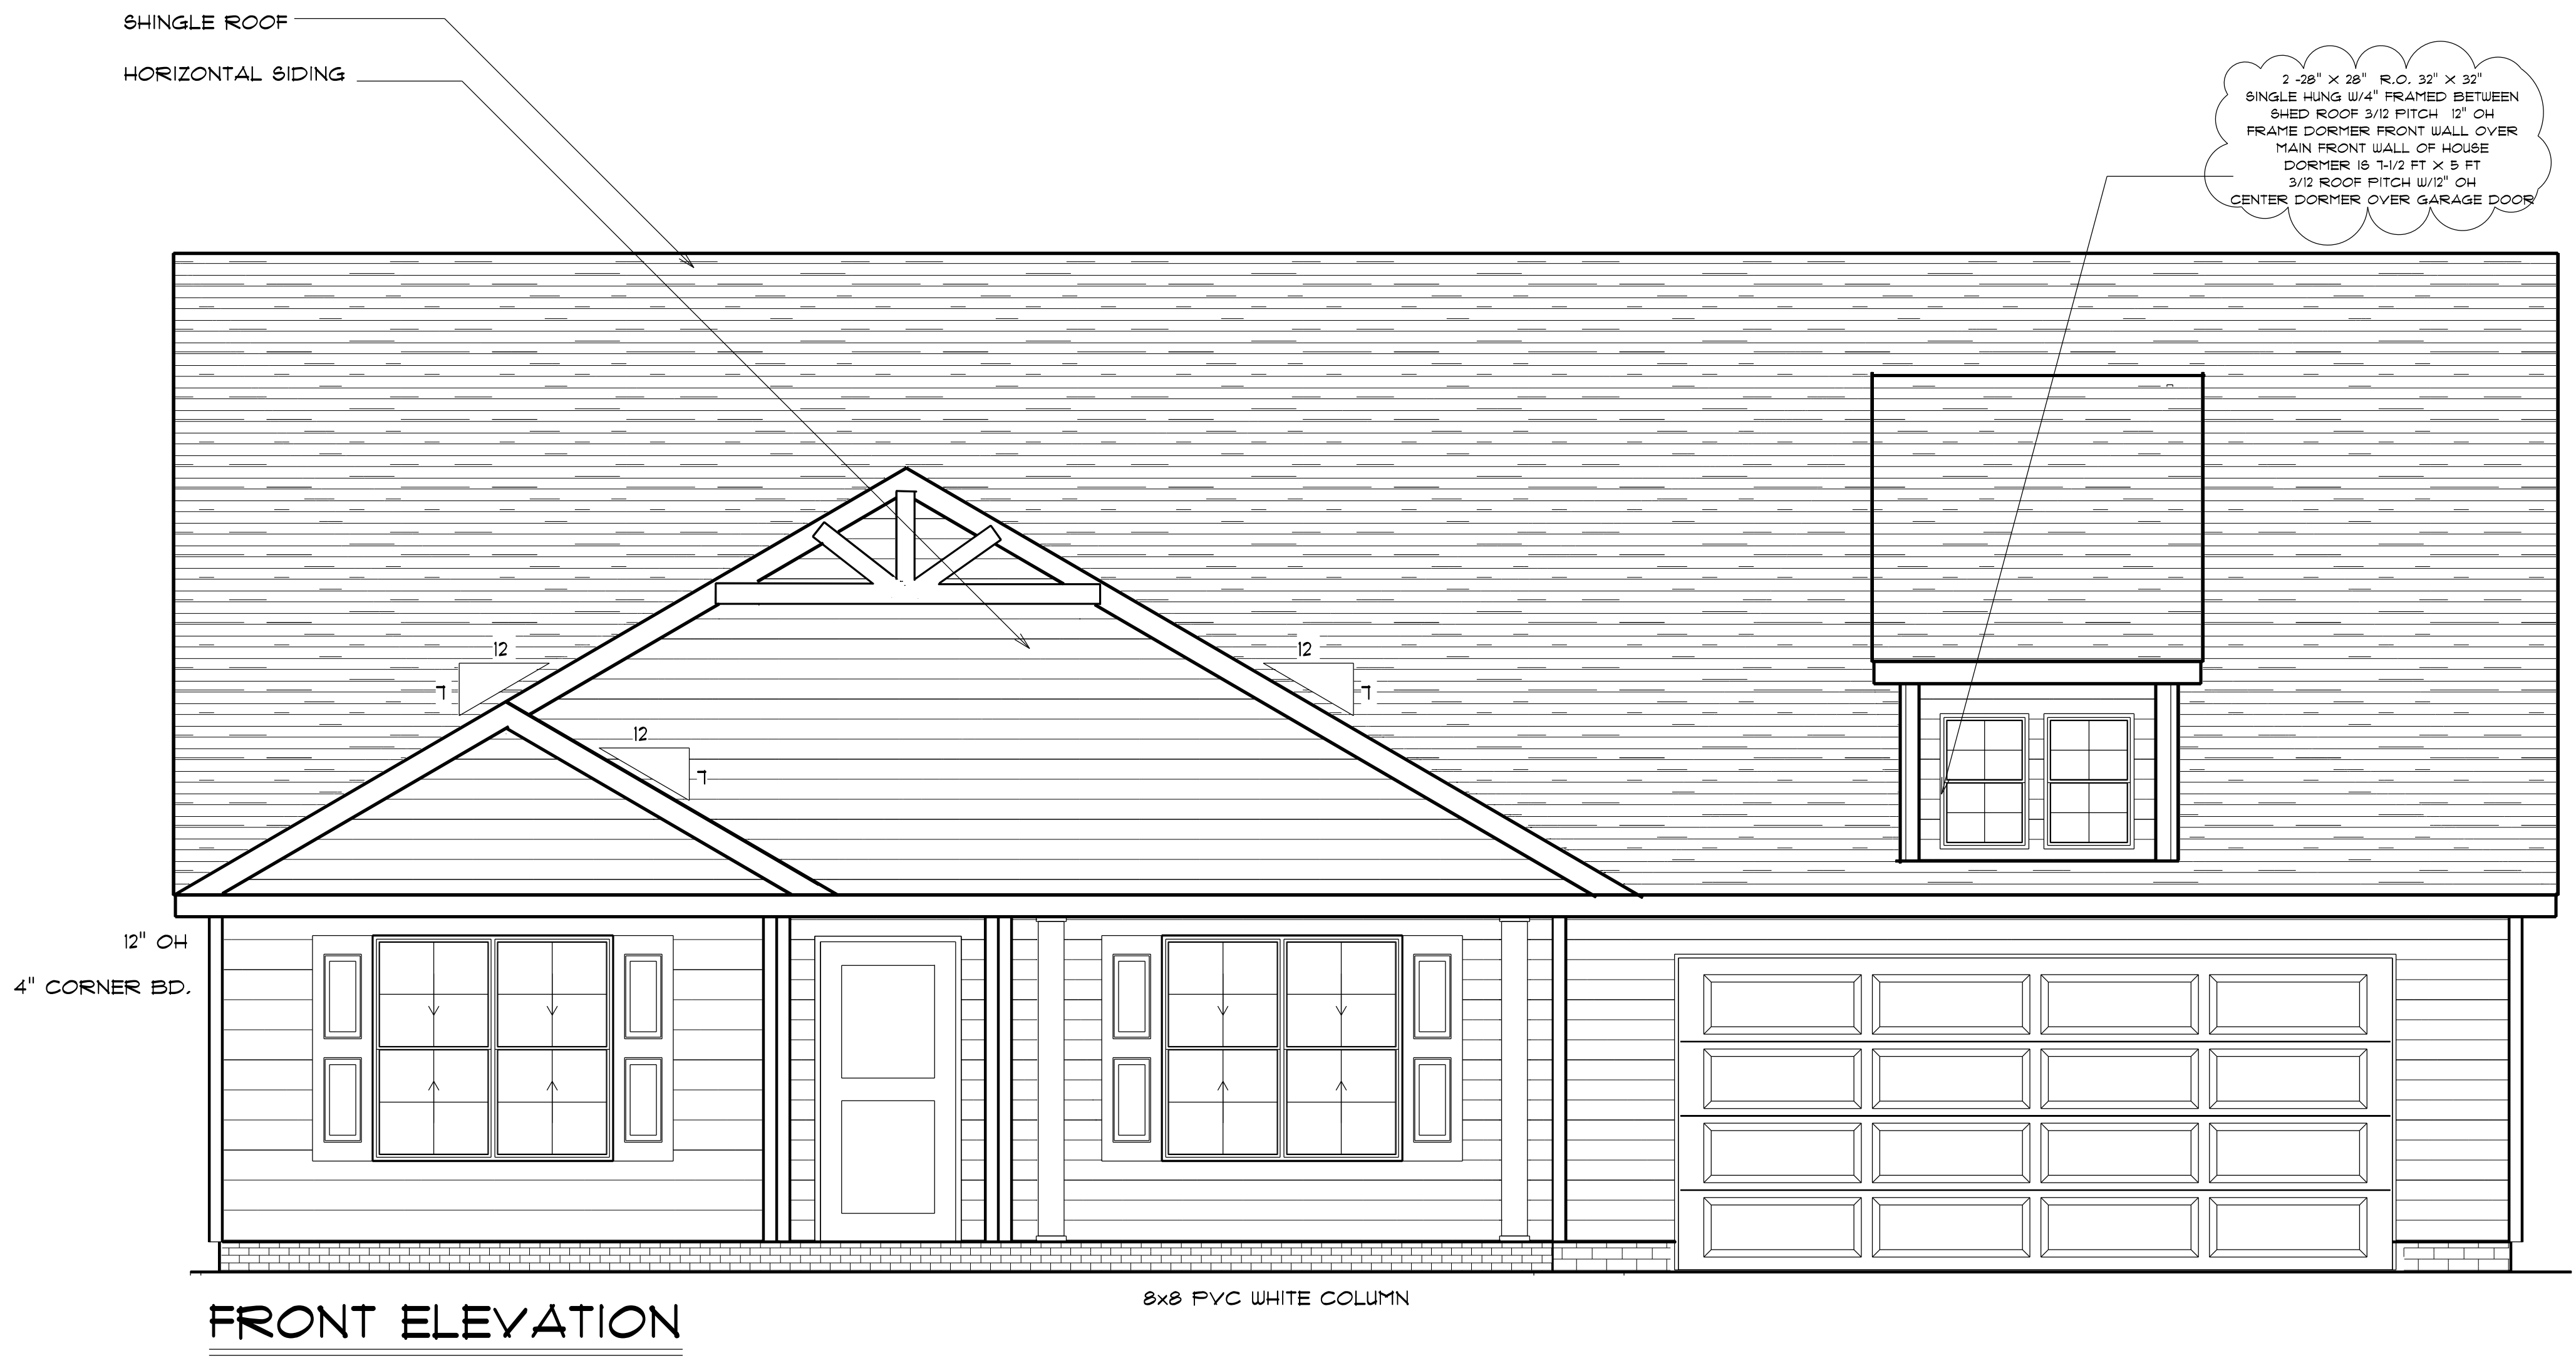 SHINGLE ROOF
HORIZONTAL SIDING
2 -28" X 28" R.O. 32" X 32"
SINGLE HUNG W/4" FRAMED BETWEEN
SHED ROOF 3/12 PITCH 12" OH
FRAME DORMER FRONT WALL OVER
MAIN FRONT WALL OF HOUSE
DORMER IS 7-1/2 FT X 5 FT
3/12 ROOF PITCH W/12" OH
CENTER DORMER OVER GARAGE DOOR
12
7
12
7
12
7
12" OH
4" CORNER BD.
8x8 PVC WHITE COLUMN
FRONT ELEVATION